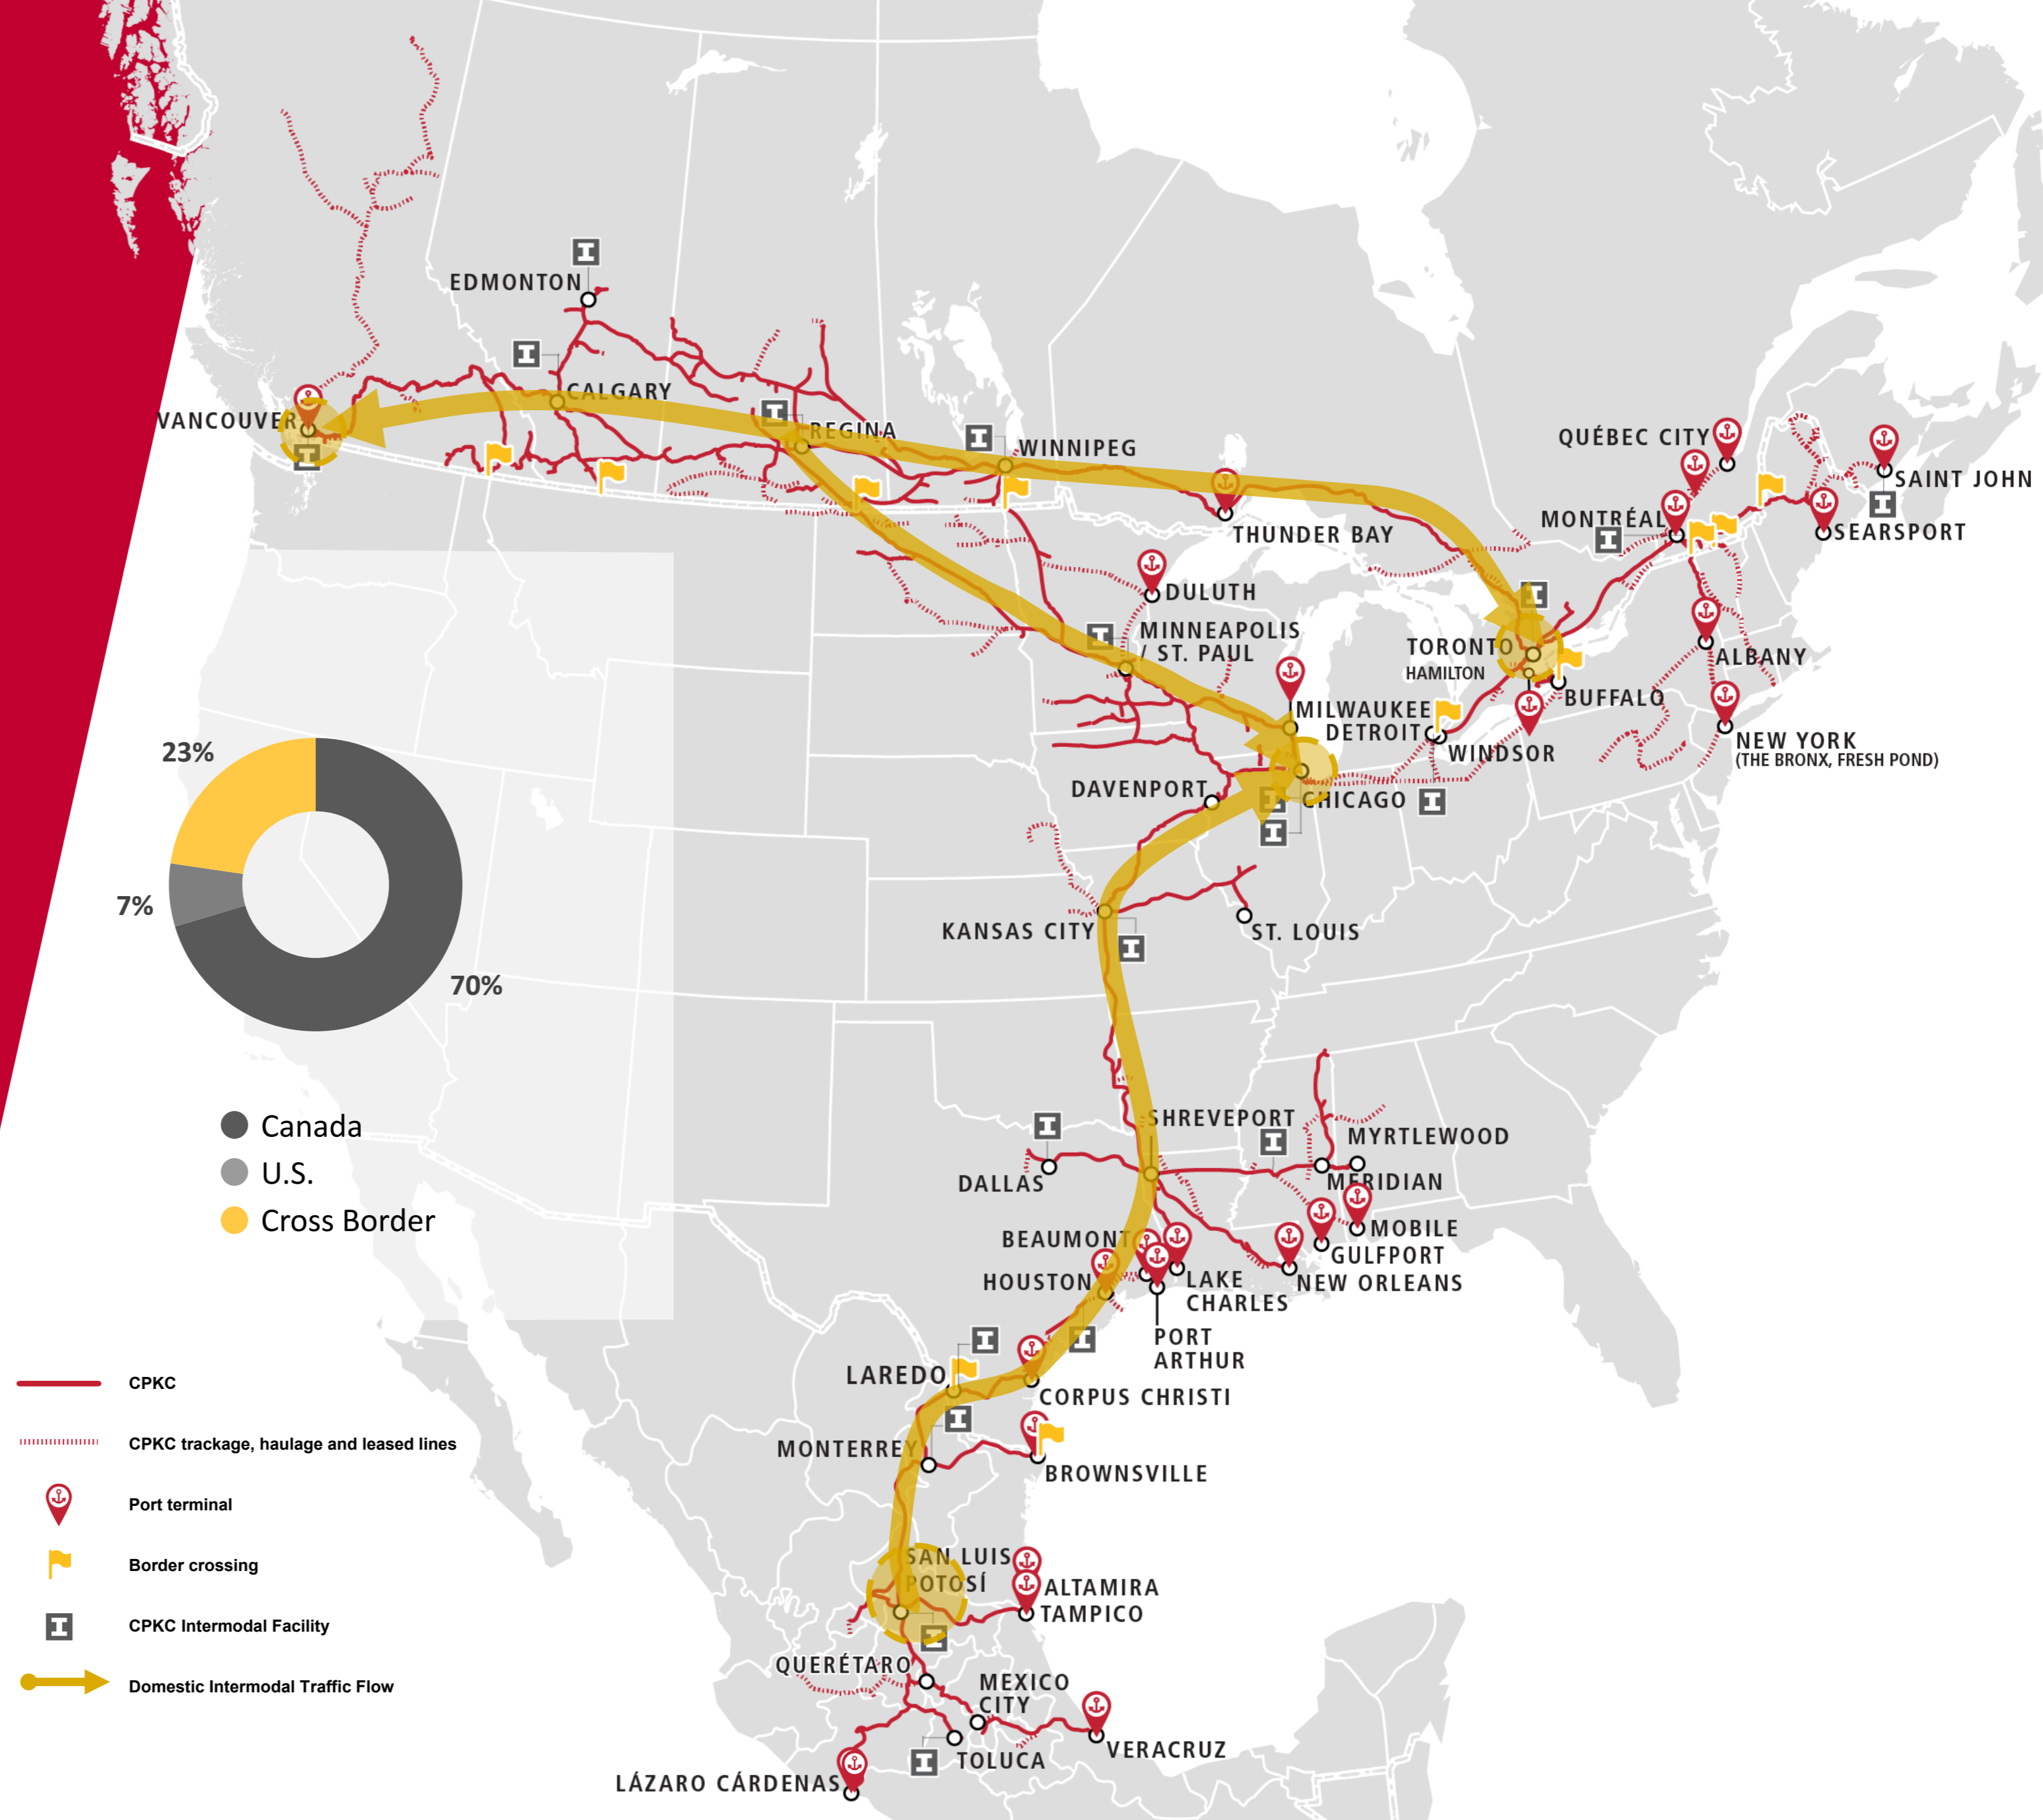 EDMONTON
CALGARY
VANCOUVER
REGINA
WINNIPEG
THUNDER BAY
QUÉBEC CITY
SAINT JOHN
MONTRÉAL
SEARSPORT
DULUTH
MINNEAPOLIS
/ ST. PAUL
TORONTO
HAMILTON
ALBANY
BUFFALO
MILWAUKEE
DETROIT
WINDSOR
NEW YORK
(THE BRONX, FRESH POND)
DAVENPORT
CHICAGO
KANSAS CITY
ST. LOUIS
23%
7%
70%
Canada
U.S.
Cross Border
SHREVEPORT
MYRTLEWOOD
DALLAS
MERIDIAN
MOBILE
BEAUMONT
GULFPORT
HOUSTON
LAKE
CHARLES
NEW ORLEANS
PORT
ARTHUR
LAREDO
CORPUS CHRISTI
MONTERREY
BROWNSVILLE
SAN LUIS
POTOSÍ
ALTAMIRA
TAMPICO
QUERÉTARO
MEXICO
CITY
TOLUCA
VERACRUZ
LÁZARO CÁRDENAS
CPKC
CPKC trackage, haulage and leased lines
Port terminal
Border crossing
CPKC Intermodal Facility
Domestic Intermodal Traffic Flow